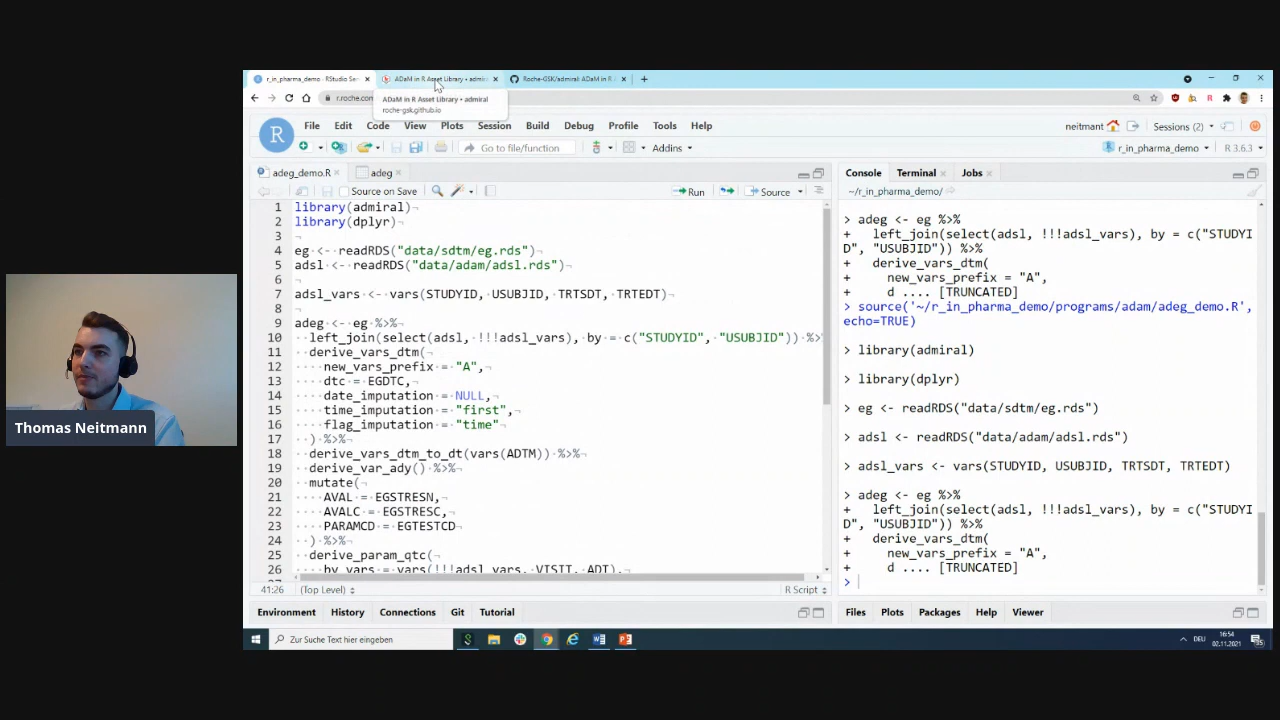 r_in_pharma_demo - RStudio Ser
ADaM in R Asset Library • admir
Roche-GSK/admiral: ADaM in R
r.roche.com
ADaM in R Asset Library • admiral
roche-gsk.github.io
File Edit Code View Plots Session Build Debug Profile Tools Help
neitmant Sessions (2)
Go to file/function Addins
r_in_pharma_demo R 3.6.3
adeg_demo.R adeg
Source on Save Run Source
1 library(admiral)
2 library(dplyr)
3
4 eg <- readRDS("data/sdtm/eg.rds")
5 adsl <- readRDS("data/adam/adsl.rds")
6
7 adsl_vars <- vars(STUDYID, USUBJID, TRTSDT, TRTEDT)
8
9 adeg <- eg %>%
10 left_join(select(adsl, !!!adsl_vars), by = c("STUDYID", "USUBJID")) %>
11 derive_vars_dtm(
12 new_vars_prefix = "A",
13 dtc = EGDTC,
14 date_imputation = NULL,
15 time_imputation = "first",
16 flag_imputation = "time"
17 ) %>%
18 derive_vars_dtm_to_dt(vars(ADTM)) %>%
19 derive_var_ady() %>%
20 mutate(
21 AVAL = EGSTRESN,
22 AVALC = EGSTRESC,
23 PARAMCD = EGTESTCD
24 ) %>%
25 derive_param_qtc(
26 by_vars = vars(!!!adsl_vars, VISIT, ADT),
41:26 (Top Level) R Script
Environment History Connections Git Tutorial
Console Terminal Jobs
~/r_in_pharma_demo/
> adeg <- eg %>%
+ left_join(select(adsl, !!!adsl_vars), by = c("STUDYI
D", "USUBJID")) %>%
+ derive_vars_dtm(
+ new_vars_prefix = "A",
+ d .... [TRUNCATED]
> source('~/r_in_pharma_demo/programs/adam/adeg_demo.R',
echo=TRUE)
> library(admiral)
> library(dplyr)
> eg <- readRDS("data/sdtm/eg.rds")
> adsl <- readRDS("data/adam/adsl.rds")
> adsl_vars <- vars(STUDYID, USUBJID, TRTSDT, TRTEDT)
> adeg <- eg %>%
+ left_join(select(adsl, !!!adsl_vars), by = c("STUDYI
D", "USUBJID")) %>%
+ derive_vars_dtm(
+ new_vars_prefix = "A",
+ d .... [TRUNCATED]
>
Files Plots Packages Help Viewer
Thomas Neitmann
Zur Suche Text hier eingeben
DEU 16:54
02.11.2021